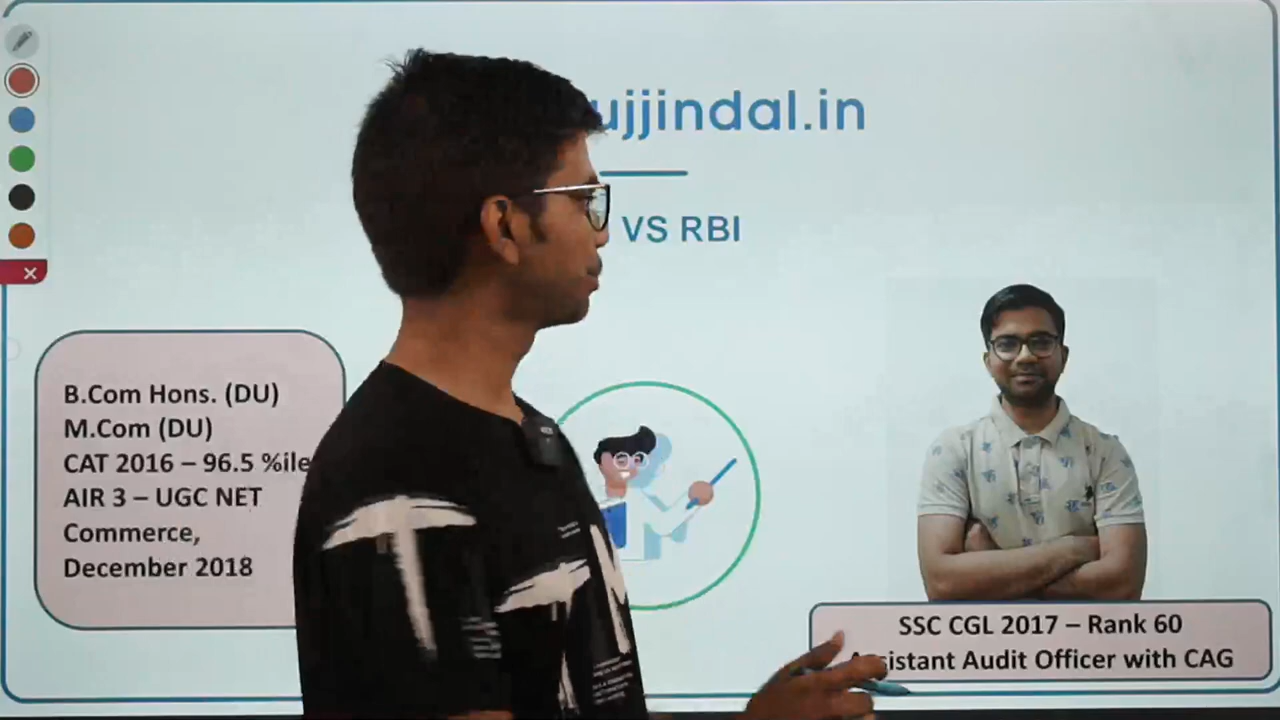 ujjindal.in
VS RBI
B.Com Hons. (DU)
M.Com (DU)
CAT 2016 – 96.5 %ile
AIR 3 – UGC NET
Commerce,
December 2018
SSC CGL 2017 – Rank 60
Assistant Audit Officer with CAG